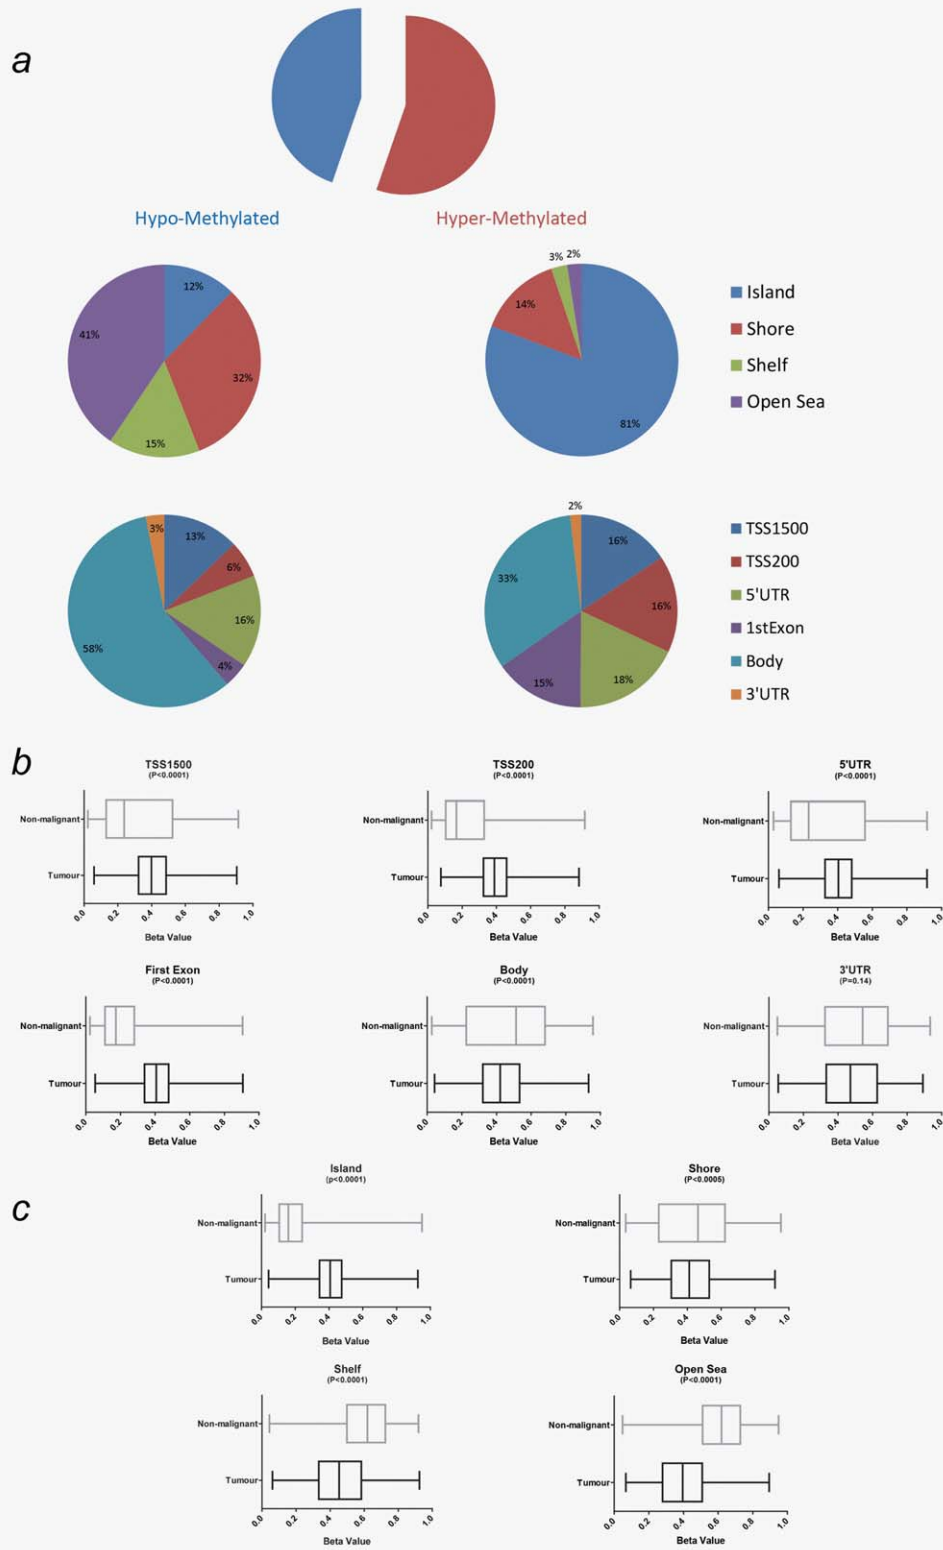 a
Hypo-Methylated
Hyper-Methylated
12%
32%
15%
41%
3% 2%
14%
81%
Island
Shore
Shelf
Open Sea
3%
13%
6%
16%
4%
58%
2%
16%
16%
18%
15%
33%
TSS1500
TSS200
5'UTR
1stExon
Body
3'UTR
b
TSS1500
(P<0.0001)
Non-malignant
Tumour
0.0 0.2 0.4 0.6 0.8 1.0
Beta Value
TSS200
(P<0.0001)
Non-malignant
Tumour
0.0 0.2 0.4 0.6 0.8 1.0
Beta Value
5'UTR
(P<0.0001)
Non-malignant
Tumour
0.0 0.2 0.4 0.6 0.8 1.0
Beta Value
First Exon
(P<0.0001)
Non-malignant
Tumour
0.0 0.2 0.4 0.6 0.8 1.0
Beta Value
Body
(P<0.0001)
Non-malignant
Tumour
0.0 0.2 0.4 0.6 0.8 1.0
Beta Value
3'UTR
(P=0.14)
Non-malignant
Tumour
0.0 0.2 0.4 0.6 0.8 1.0
Beta Value
c
Island
(p<0.0001)
Non-malignant
Tumour
0.0 0.2 0.4 0.6 0.8 1.0
Beta Value
Shore
(P<0.0005)
Non-malignant
Tumour
0.0 0.2 0.4 0.6 0.8 1.0
Beta Value
Shelf
(P<0.0001)
Non-malignant
Tumour
0.0 0.2 0.4 0.6 0.8 1.0
Beta Value
Open Sea
(P<0.0001)
Non-malignant
Tumour
0.0 0.2 0.4 0.6 0.8 1.0
Beta Value